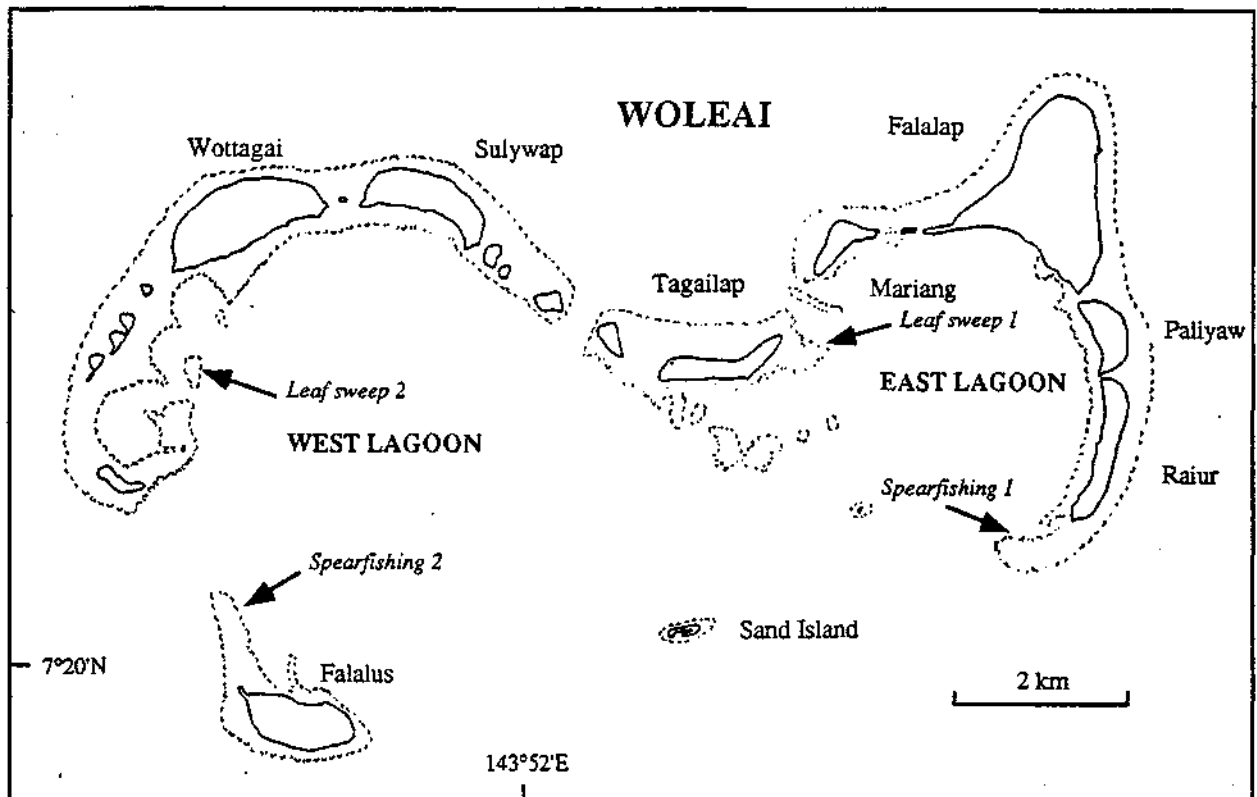 WOLEAI
Falalap
Wottagai
Sulywap
Tagailap
Mariang
Leaf sweep 1
Paliyaw
EAST LAGOON
Leaf sweep 2
WEST LAGOON
Raiur
Spearfishing 1
Spearfishing 2
Sand Island
7°20'N
Falalus
2 km
143°52'E